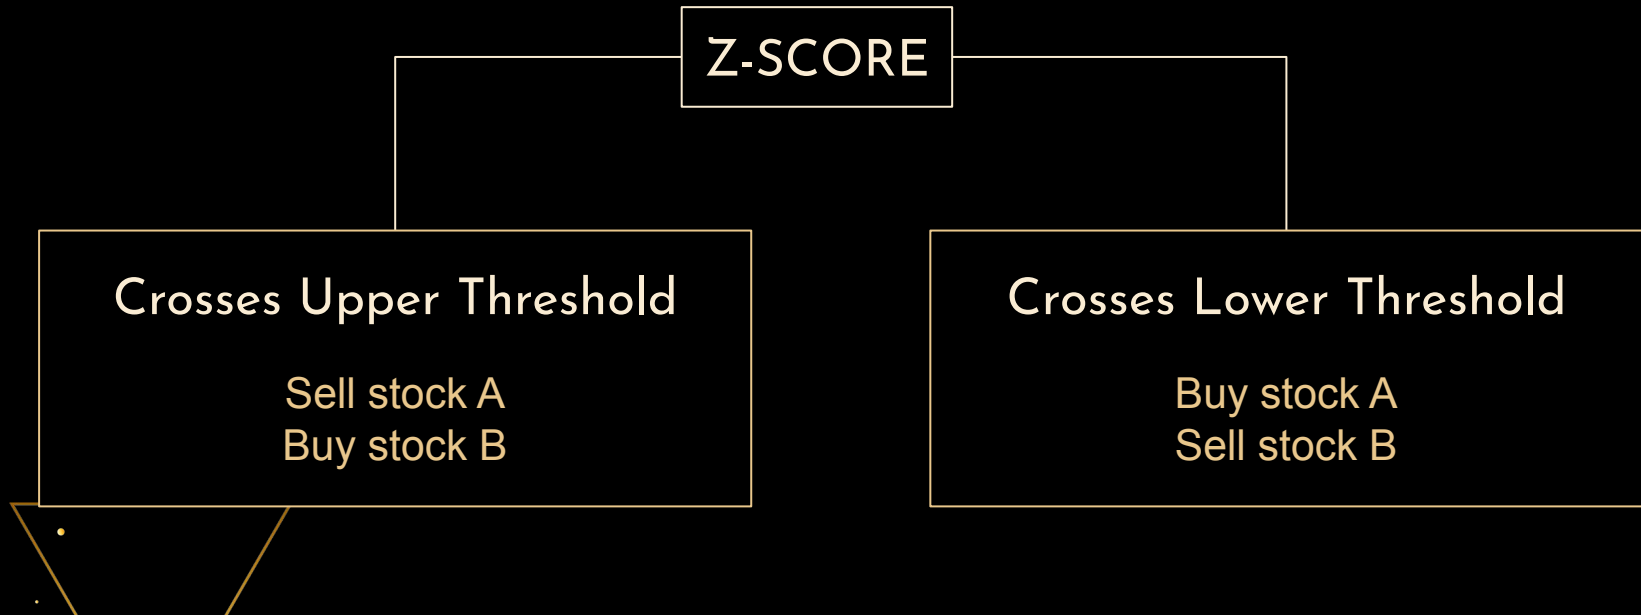 Z-SCORE
Crosses Upper Threshold
Sell stock A
Buy stock B
Crosses Lower Threshold
Buy stock A
Sell stock B